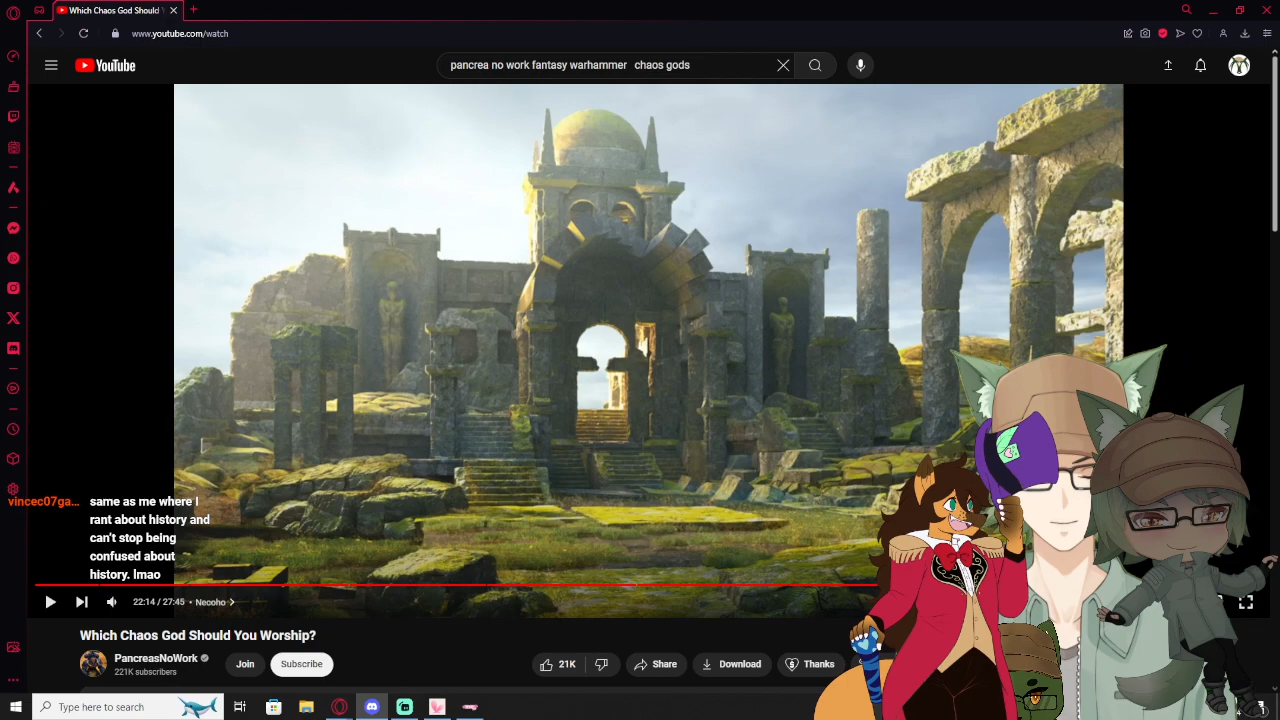 Which Chaos God Should
www.youtube.com/watch
YouTube
pancrea no work fantasy warhammer chaos gods
vincec07ga... same as me where I
rant about history and
can't stop being
confused about
history. lmao
22:14 / 27:45 • Necoho
Which Chaos God Should You Worship?
PancreasNoWork
221K subscribers
Join
Subscribe
21K
Share
Download
Thanks
Type here to search